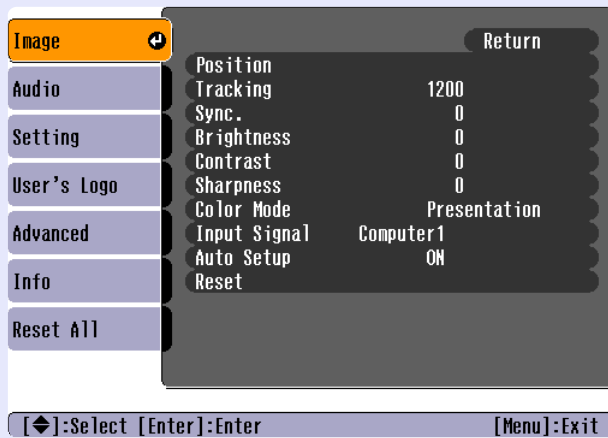 Image
Audio
Setting
User's Logo
Advanced
Info
Reset All
Return
Position
Tracking 1200
Sync. 0
Brightness 0
Contrast 0
Sharpness 0
Color Mode Presentation
Input Signal Computer1
Auto Setup ON
Reset
[◆]:Select [Enter]:Enter [Menu]:Exit